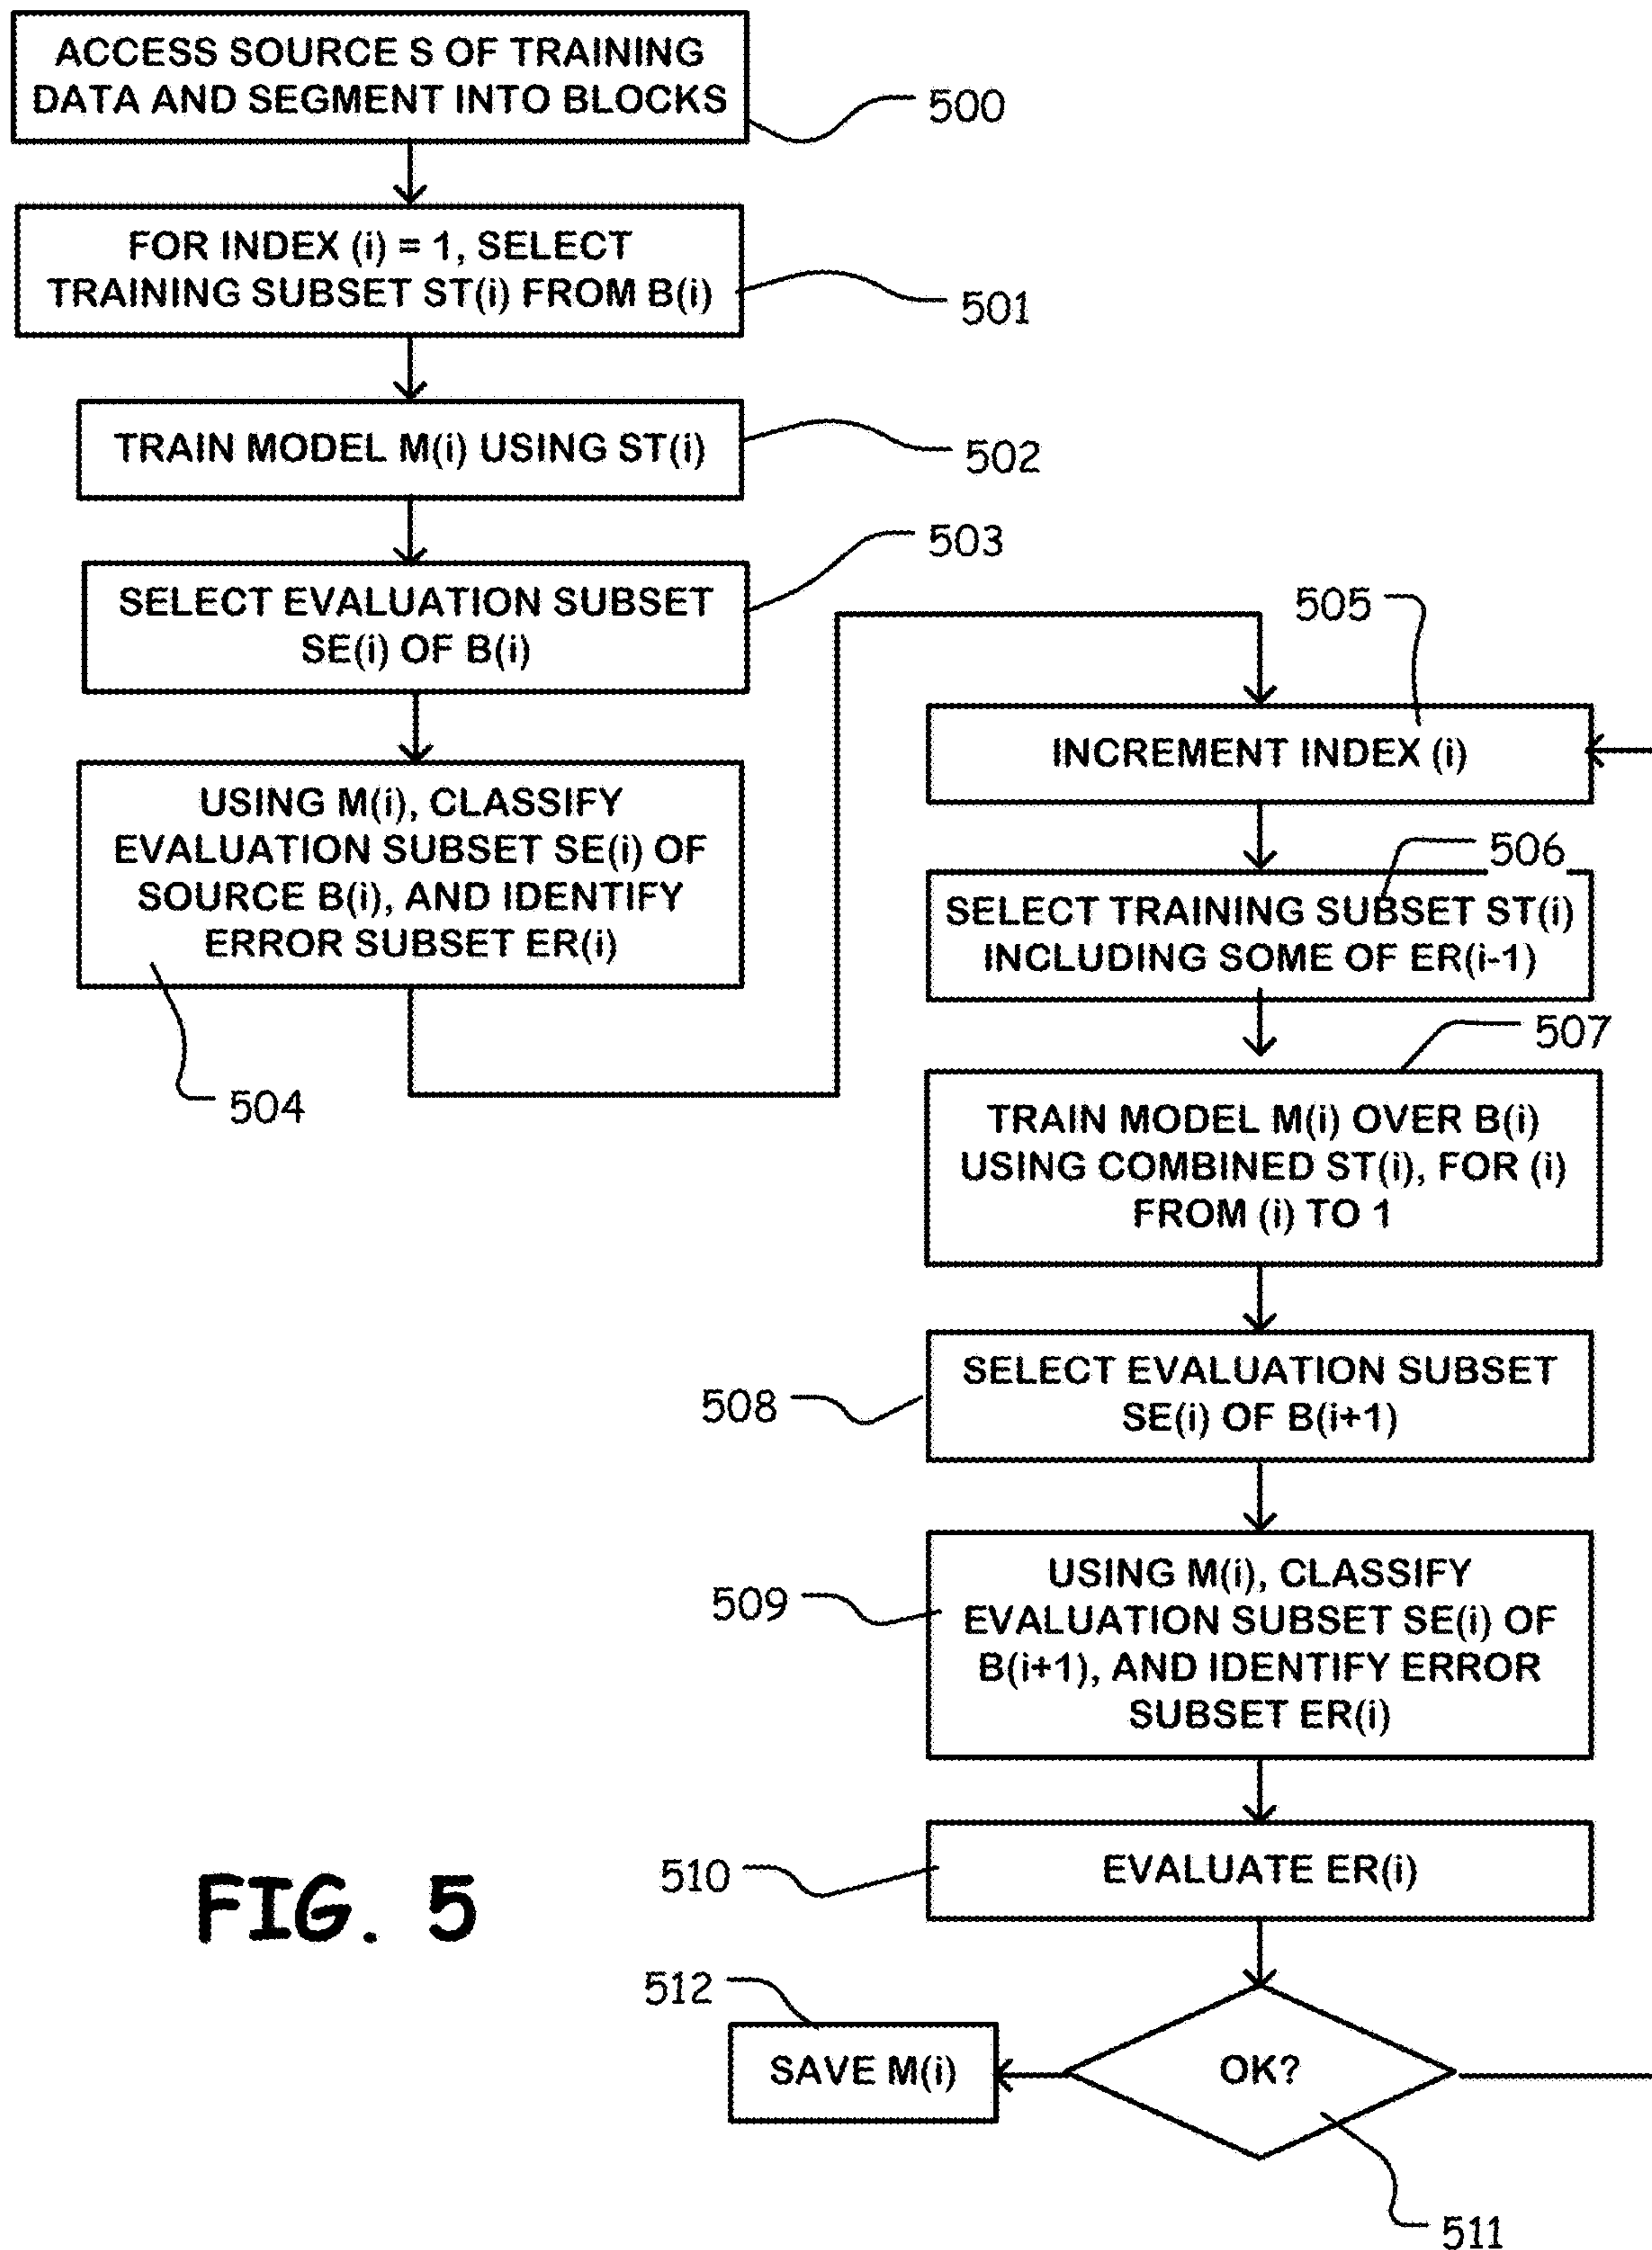 ACCESS SOURCE S OF TRAINING
DATA AND SEGMENT INTO BLOCKS
500
FOR INDEX (i) = 1, SELECT
TRAINING SUBSET ST(i) FROM B(i)
501
TRAIN MODEL M(i) USING ST(i)
502
503
SELECT EVALUATION SUBSET
SE(i) OF B(i)
USING M(i), CLASSIFY
EVALUATION SUBSET SE(i) OF
SOURCE B(i), AND IDENTIFY
ERROR SUBSET ER(i)
504
505
INCREMENT INDEX (i)
506
SELECT TRAINING SUBSET ST(i)
INCLUDING SOME OF ER(i-1)
507
TRAIN MODEL M(i) OVER B(i)
USING COMBINED ST(i), FOR (i)
FROM (i) TO 1
508
SELECT EVALUATION SUBSET
SE(i) OF B(i+1)
509
USING M(i), CLASSIFY
EVALUATION SUBSET SE(i) OF
B(i+1), AND IDENTIFY ERROR
SUBSET ER(i)
510
EVALUATE ER(i)
FIG. 5
512
SAVE M(i)
OK?
511